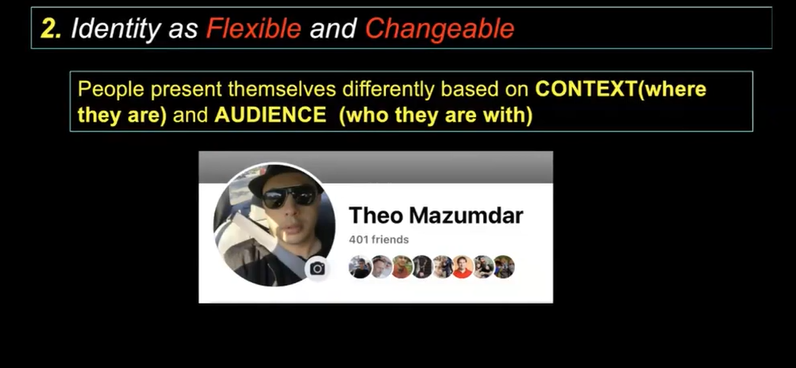 2. Identity as Flexible and Changeable
People present themselves differently based on CONTEXT(where
they are) and AUDIENCE (who they are with)
Theo Mazumdar
401 friends